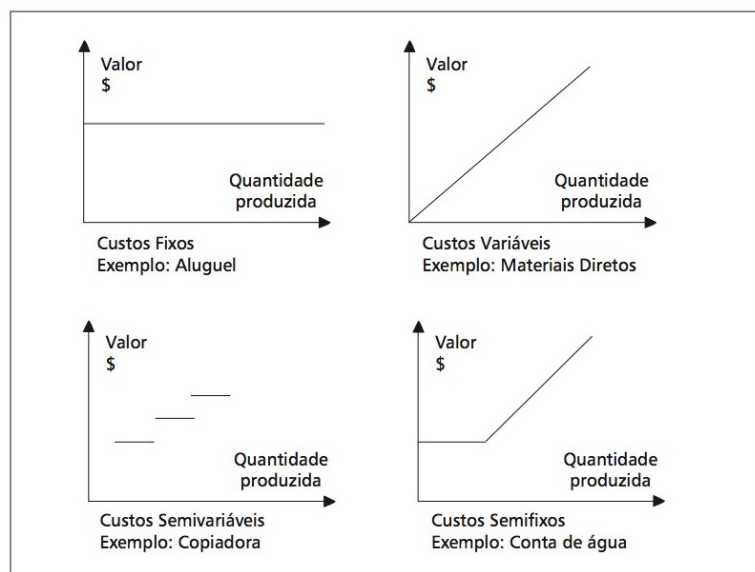 Valor
$
Quantidade
produzida
Custos Fixos
Exemplo: Aluguel
Valor
$
Quantidade
produzida
Custos Variáveis
Exemplo: Materiais Diretos
Valor
$
Quantidade
produzida
Custos Semivariáveis
Exemplo: Copiadora
Valor
$
Quantidade
produzida
Custos Semifixos
Exemplo: Conta de água